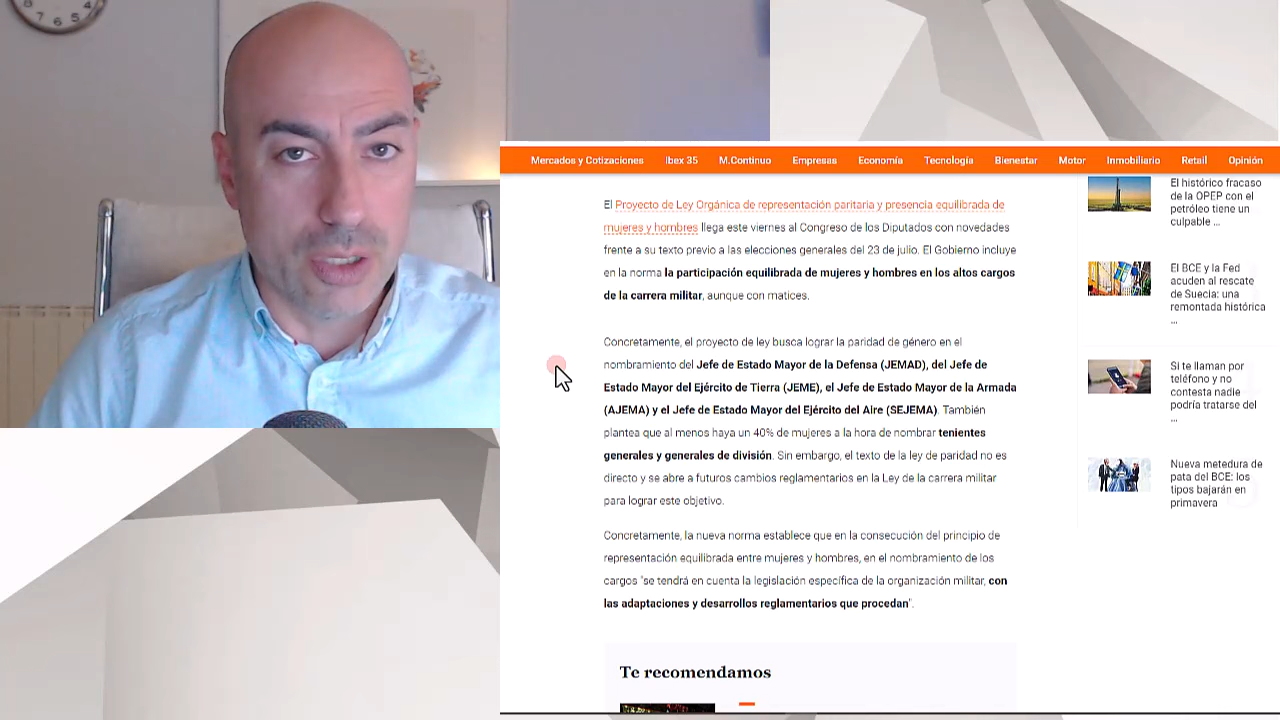 Mercados y Cotizaciones Ibex 35 M.Continuo Empresas Economía Tecnología Bienestar Motor Inmobiliario Retail Opinión
El Proyecto de Ley Orgánica de representación paritaria y presencia equilibrada de
mujeres y hombres llega este viernes al Congreso de los Diputados con novedades
frente a su texto previo a las elecciones generales del 23 de julio. El Gobierno incluye
en la norma la participación equilibrada de mujeres y hombres en los altos cargos
de la carrera militar, aunque con matices.
Concretamente, el proyecto de ley busca lograr la paridad de género en el
nombramiento del Jefe de Estado Mayor de la Defensa (JEMAD), del Jefe de
Estado Mayor del Ejército de Tierra (JEME), el Jefe de Estado Mayor de la Armada
(AJEMA) y el Jefe de Estado Mayor del Ejército del Aire (SEJEMA). También
plantea que al menos haya un 40% de mujeres a la hora de nombrar tenientes
generales y generales de división. Sin embargo, el texto de la ley de paridad no es
directo y se abre a futuros cambios reglamentarios en la Ley de la carrera militar
para lograr este objetivo.
Concretamente, la nueva norma establece que en la consecución del principio de
representación equilibrada entre mujeres y hombres, en el nombramiento de los
cargos "se tendrá en cuenta la legislación específica de la organización militar, con
las adaptaciones y desarrollos reglamentarios que procedan".
Te recomendamos
El histórico fracaso
de la OPEP con el
petróleo tiene un
culpable ...
El BCE y la Fed
acuden al rescate
de Suecia: una
remontada histórica
...
Si te llaman por
teléfono y no
contesta nadie
podría tratarse del
...
Nueva metedura de
pata del BCE: los
tipos bajarán en
primavera
7 6 5 4